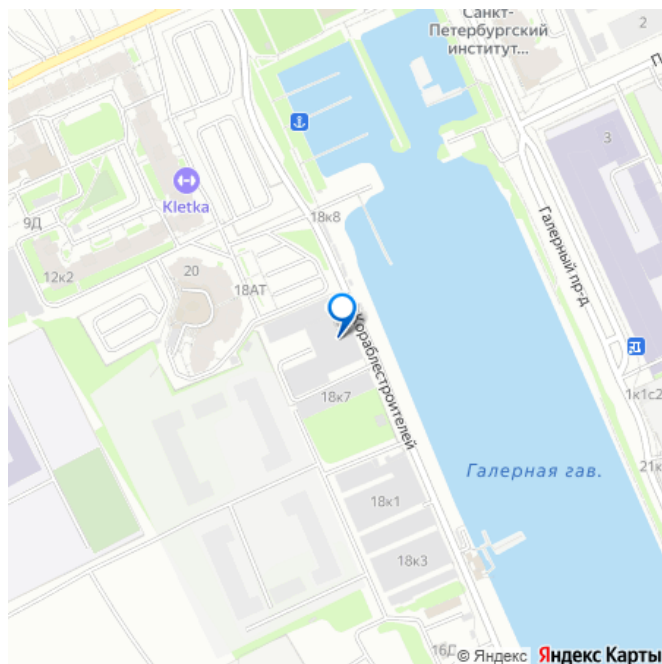 Санкт-
Петербургский
институт...
2
П
3
Kletka
9Д
18к8
12к2
20
18АТ
Галерный пр-д
Кораблестроителей
1к1с2
18к7
21к
Галерная гав.
18к1
18к3
16Д
© Яндекс Яндекс Карты